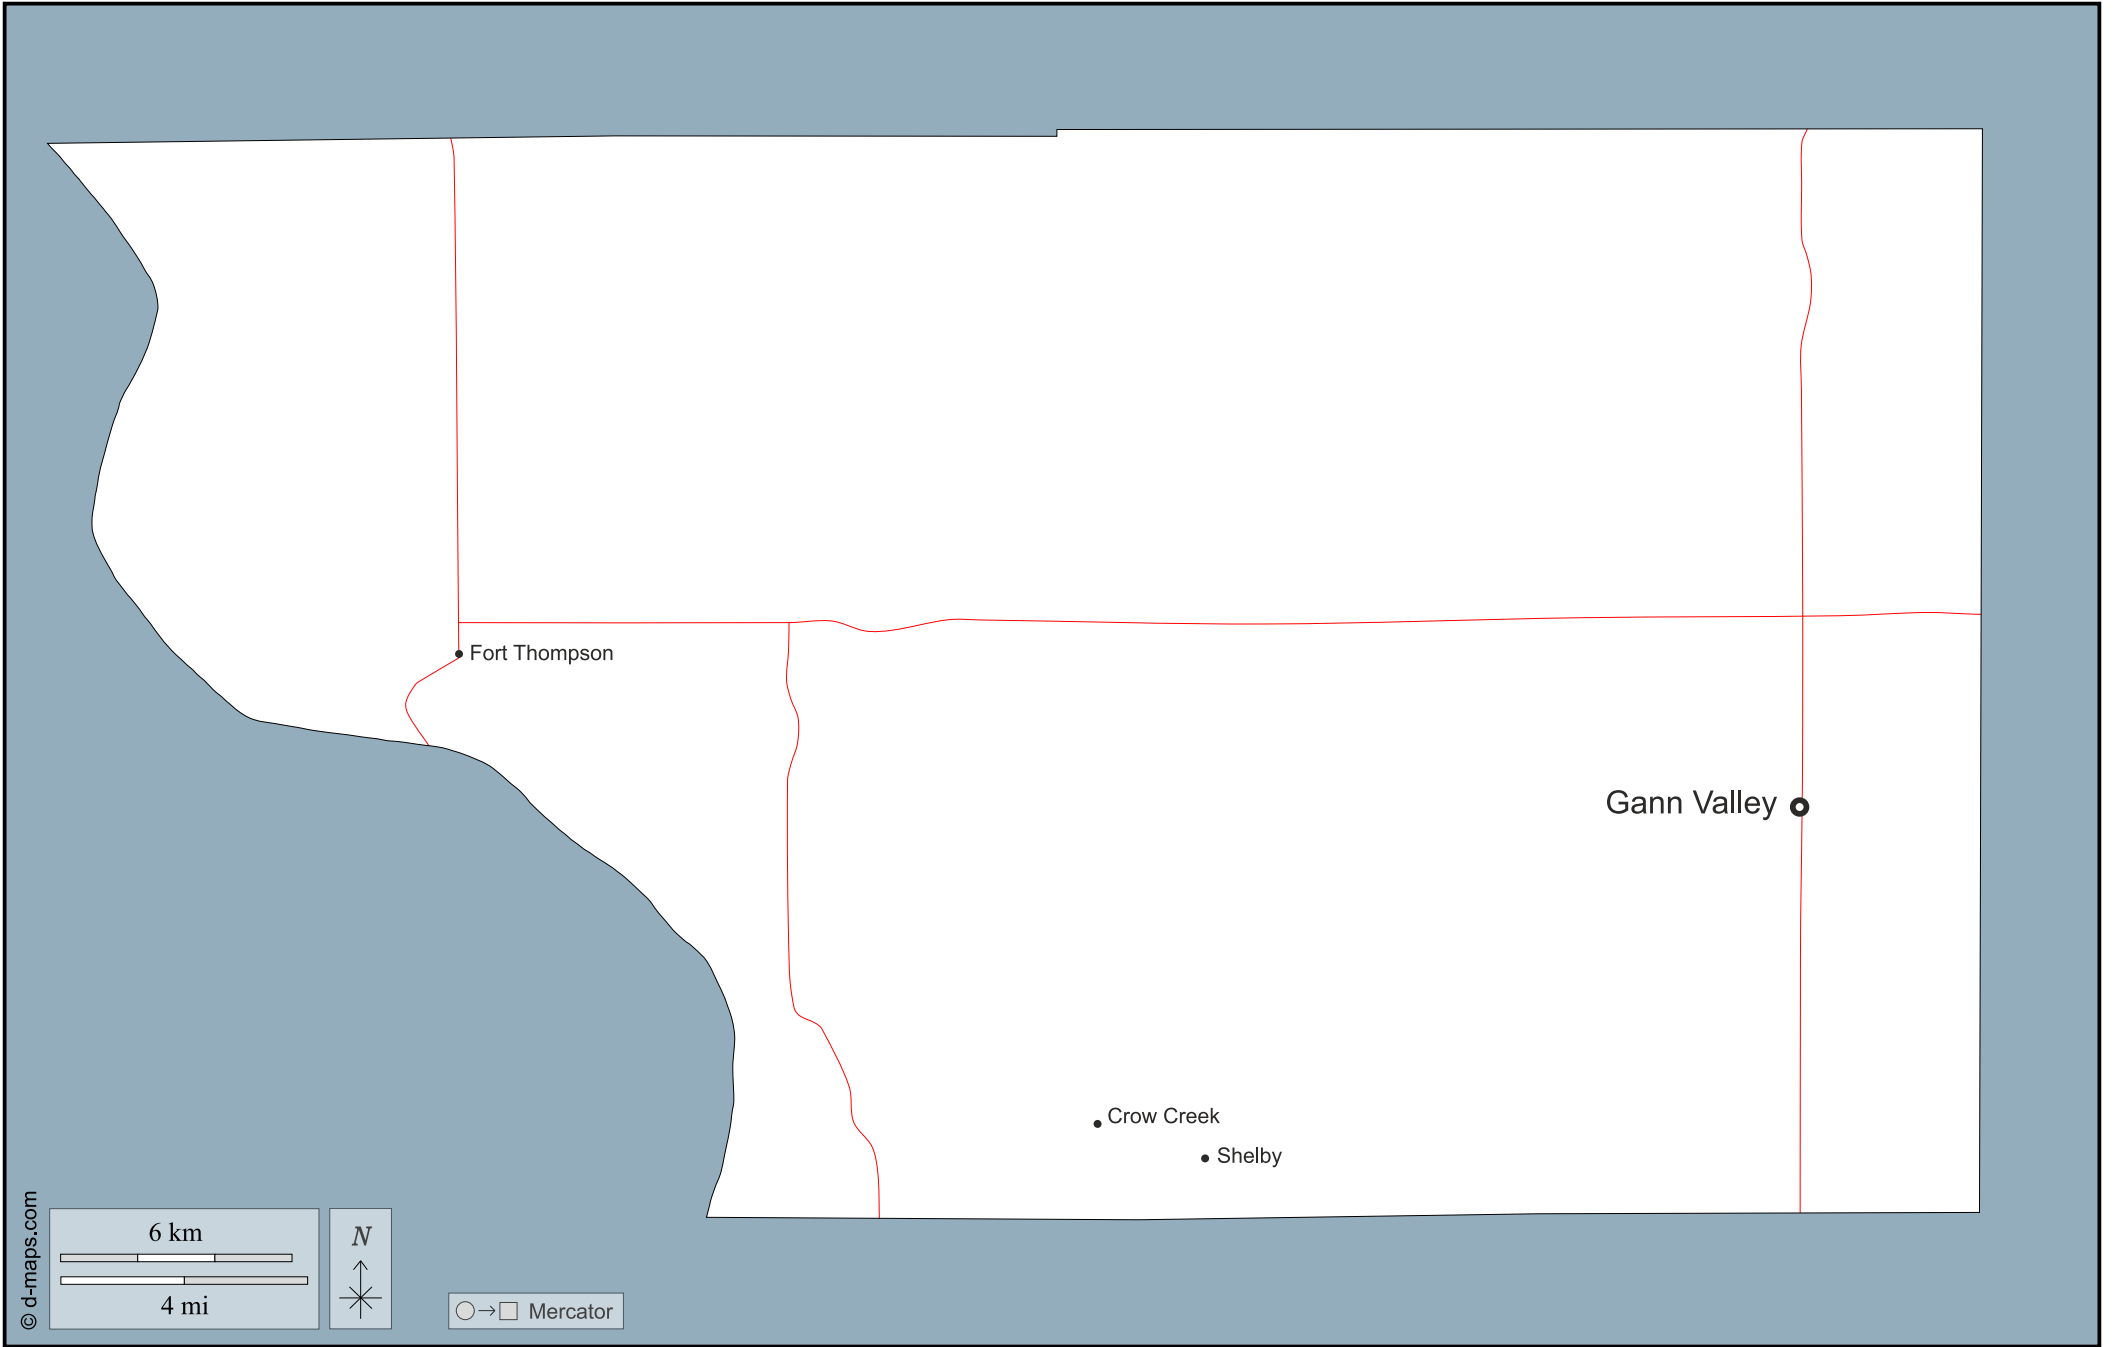 Fort Thompson
Gann Valley
Crow Creek
Shelby
© d-maps.com
6 km
4 mi
N
Mercator